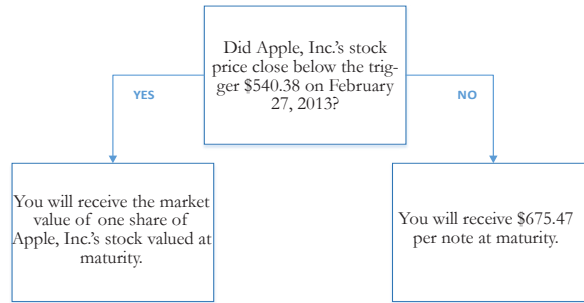 Did Apple, Inc.'s stock
price close below the trig-
ger $540.38 on February
27, 2013?
YES
NO
You will receive the market
value of one share of
Apple, Inc.'s stock valued at
maturity.
You will receive $675.47
per note at maturity.